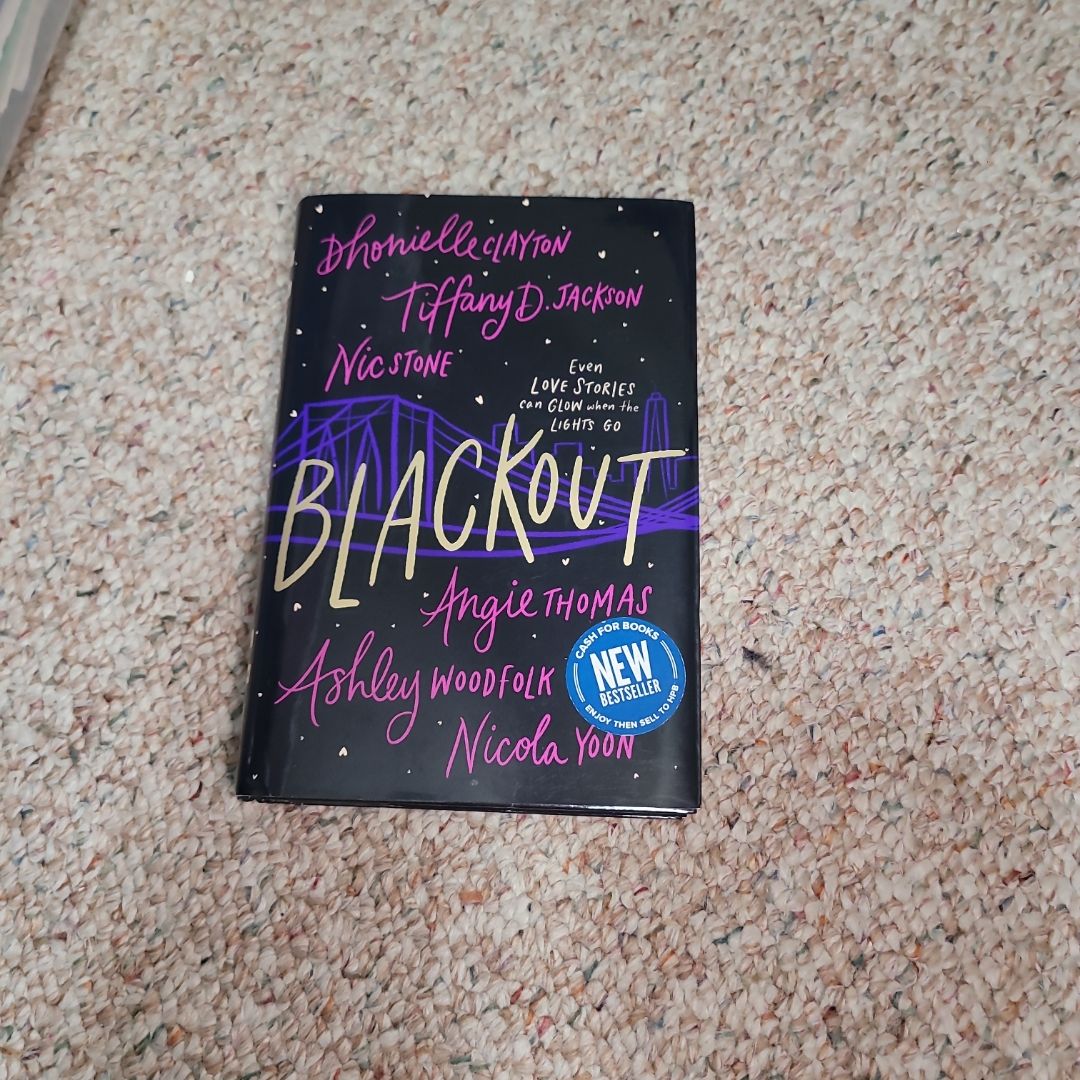 Dhonielle CLAYTON
Tiffany D. JACKSON
Nic STONE
Even
LOVE STORIES
can GLOW when the
LIGHTS GO
BLACKOUT
Angie THOMAS
Ashley WOODFOLK
Nicola YOON
CASH FOR BOOKS
NEW
BESTSELLER
ENJOY THEN SELL TO HPB